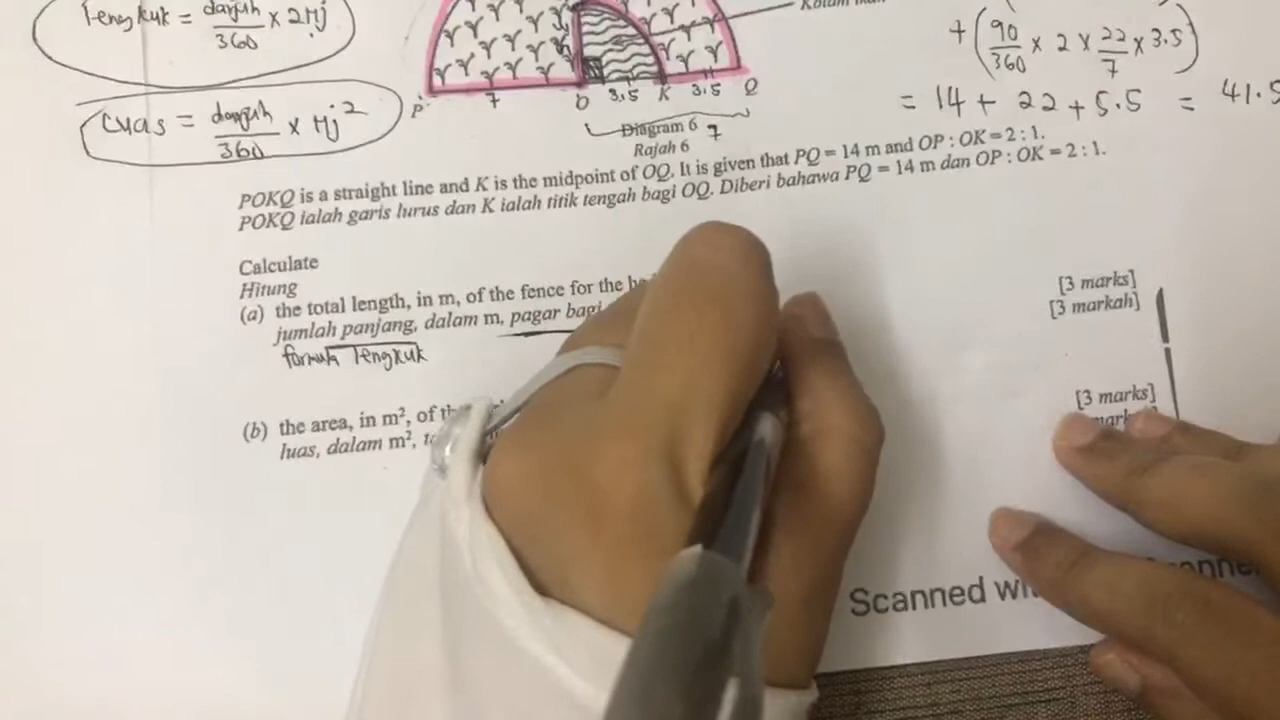 Lengkuk = darjah/360 × 2πj
Luas = darjah/360 × πj²
+ (90/360 × 2 × 22/7 × 3.5)
= 14 + 22 + 5.5 = 41.5
P 7 O 3.5 K 3.5 Q
7
Diagram 6
Rajah 6
POKQ is a straight line and K is the midpoint of OQ. It is given that PQ = 14 m and OP : OK = 2 : 1.
POKQ ialah garis lurus dan K ialah titik tengah bagi OQ. Diberi bahawa PQ = 14 m dan OP : OK = 2 : 1.
Calculate
Hitung
(a) the total length, in m, of the fence for the
[3 marks]
jumlah panjang, dalam m, pagar bagi
[3 markah]
formula lengkuk
(b) the area, in m², of
[3 marks]
luas, dalam m²,
Scanned